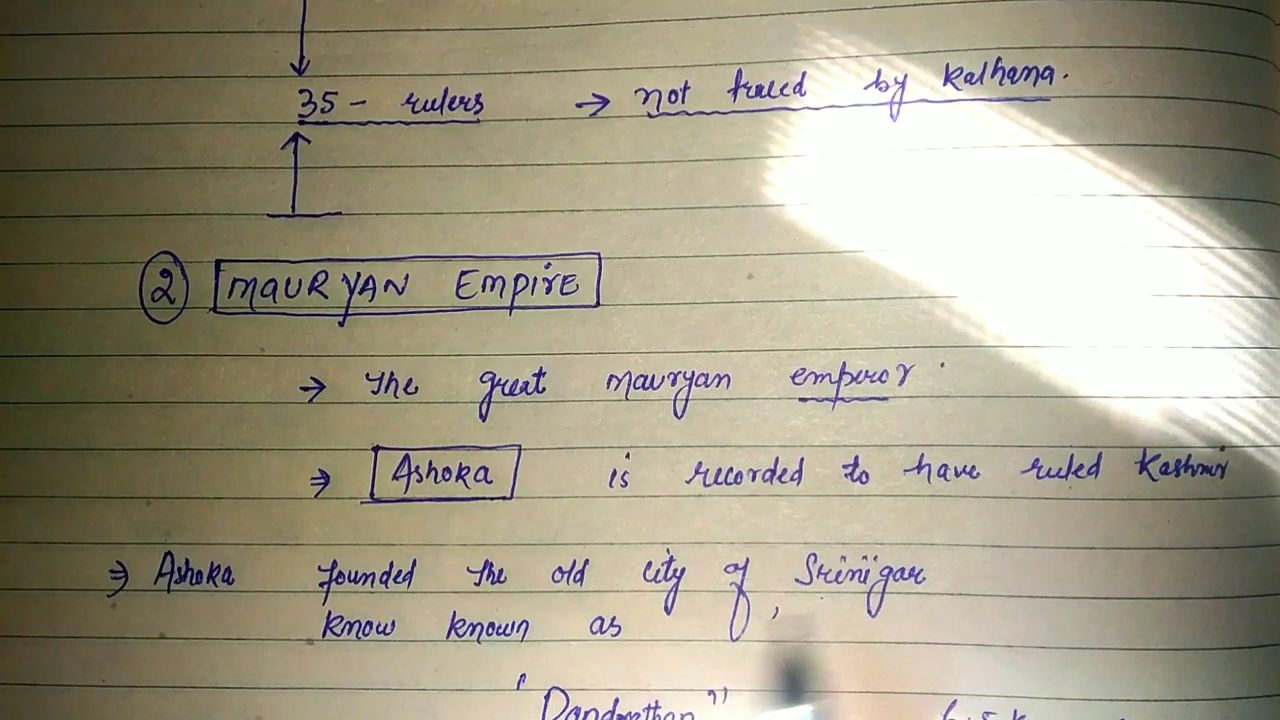 35 - rulers → not traced by Kalhana.
② MAURYAN EMPIRE
→ The great mauryan emperor
⇒ Ashoka is recorded to have ruled Kashmir
⇒ Ashoka founded the old city of Srinigar
know known as ,